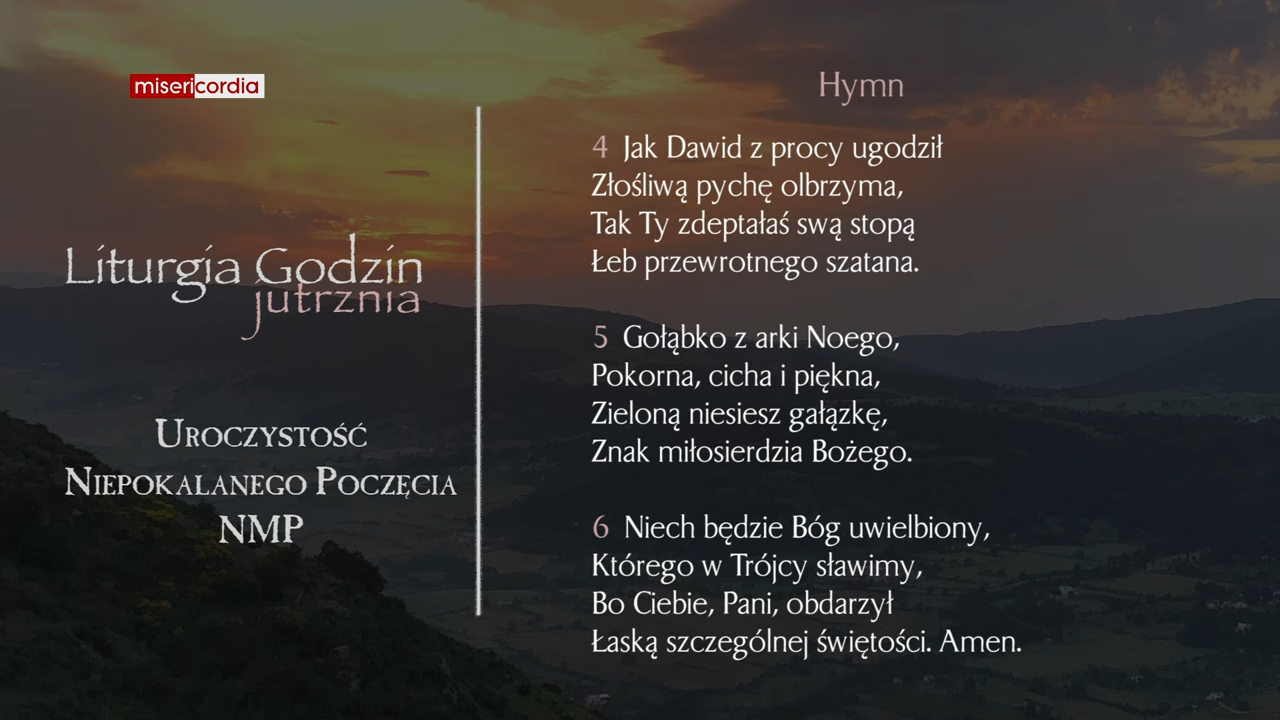 misericordia
Liturgia Godzin
jutrznia
Uroczystość
Niepokalanego Poczęcia
NMP
Hymn
4 Jak Dawid z procy ugodził
Złośliwą pychę olbrzyma,
Tak Ty zdeptałaś swą stopą
Łeb przewrotnego szatana.
5 Gołąbko z arki Noego,
Pokorna, cicha i piękna,
Zieloną niesiesz gałązkę,
Znak miłosierdzia Bożego.
6 Niech będzie Bóg uwielbiony,
Którego w Trójcy sławimy,
Bo Ciebie, Pani, obdarzył
Łaską szczególnej świętości. Amen.